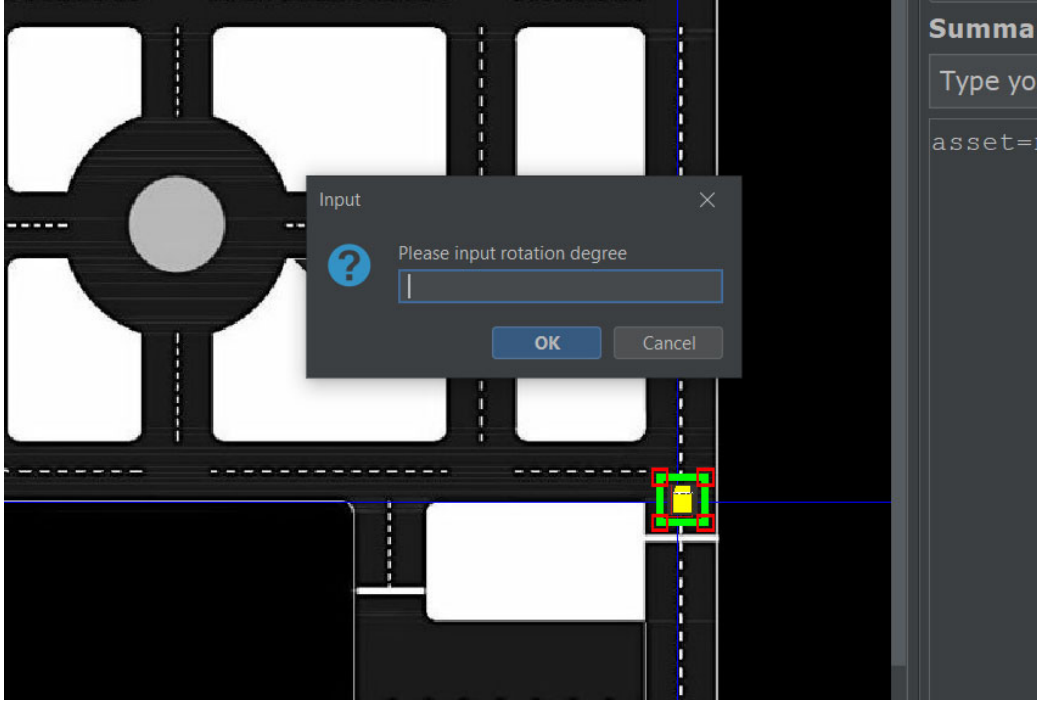 Summa
Type yo
asset=
Input
Please input rotation degree
OK
Cancel